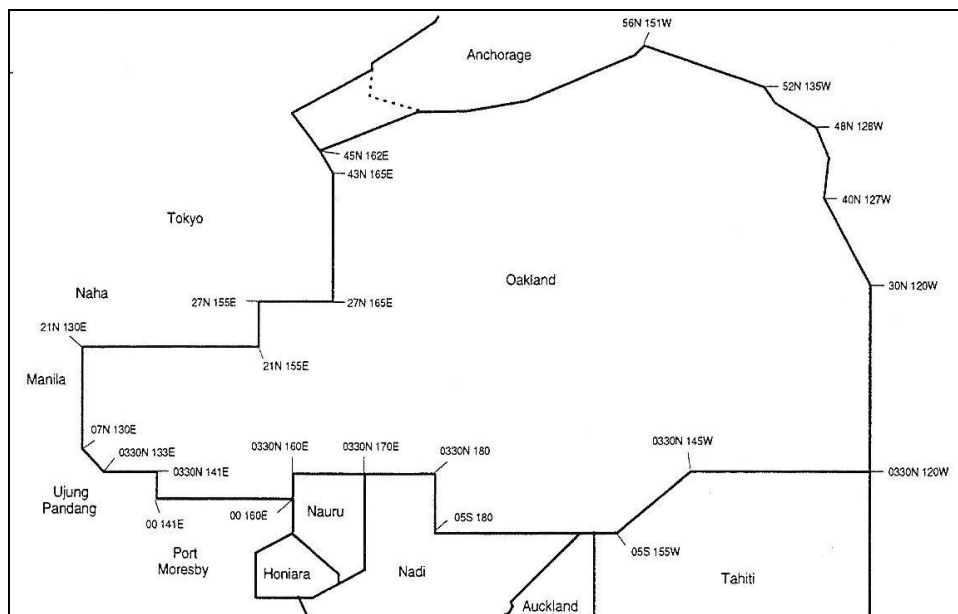 56N 151W
Anchorage
52N 135W
48N 128W
45N 162E
43N 165E
40N 127W
Tokyo
Oakland
30N 120W
Naha
27N 155E
27N 165E
21N 130E
21N 155E
Manila
07N 130E
0330N 133E
0330N 141E
0330N 160E
0330N 170E
0330N 180
0330N 145W
0330N 120W
Ujung
Pandang
00 141E
00 160E
Nauru
05S 180
05S 155W
Port
Moresby
Honiara
Nadi
Tahiti
Auckland